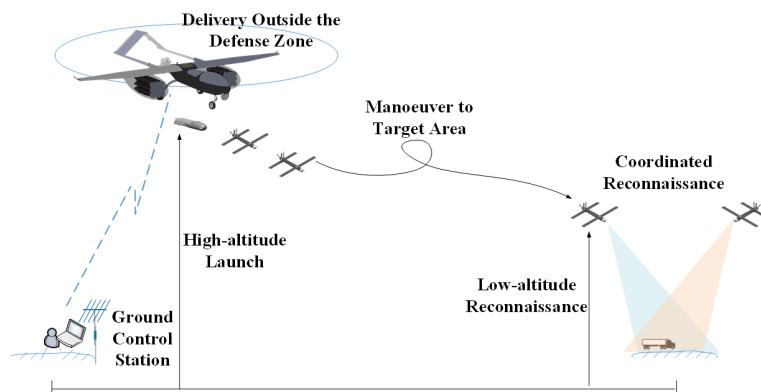 Delivery Outside the
Defense Zone
Manoeuver to
Target Area
Coordinated
Reconnaissance
High-altitude
Launch
Low-altitude
Reconnaissance
Ground
Control
Station